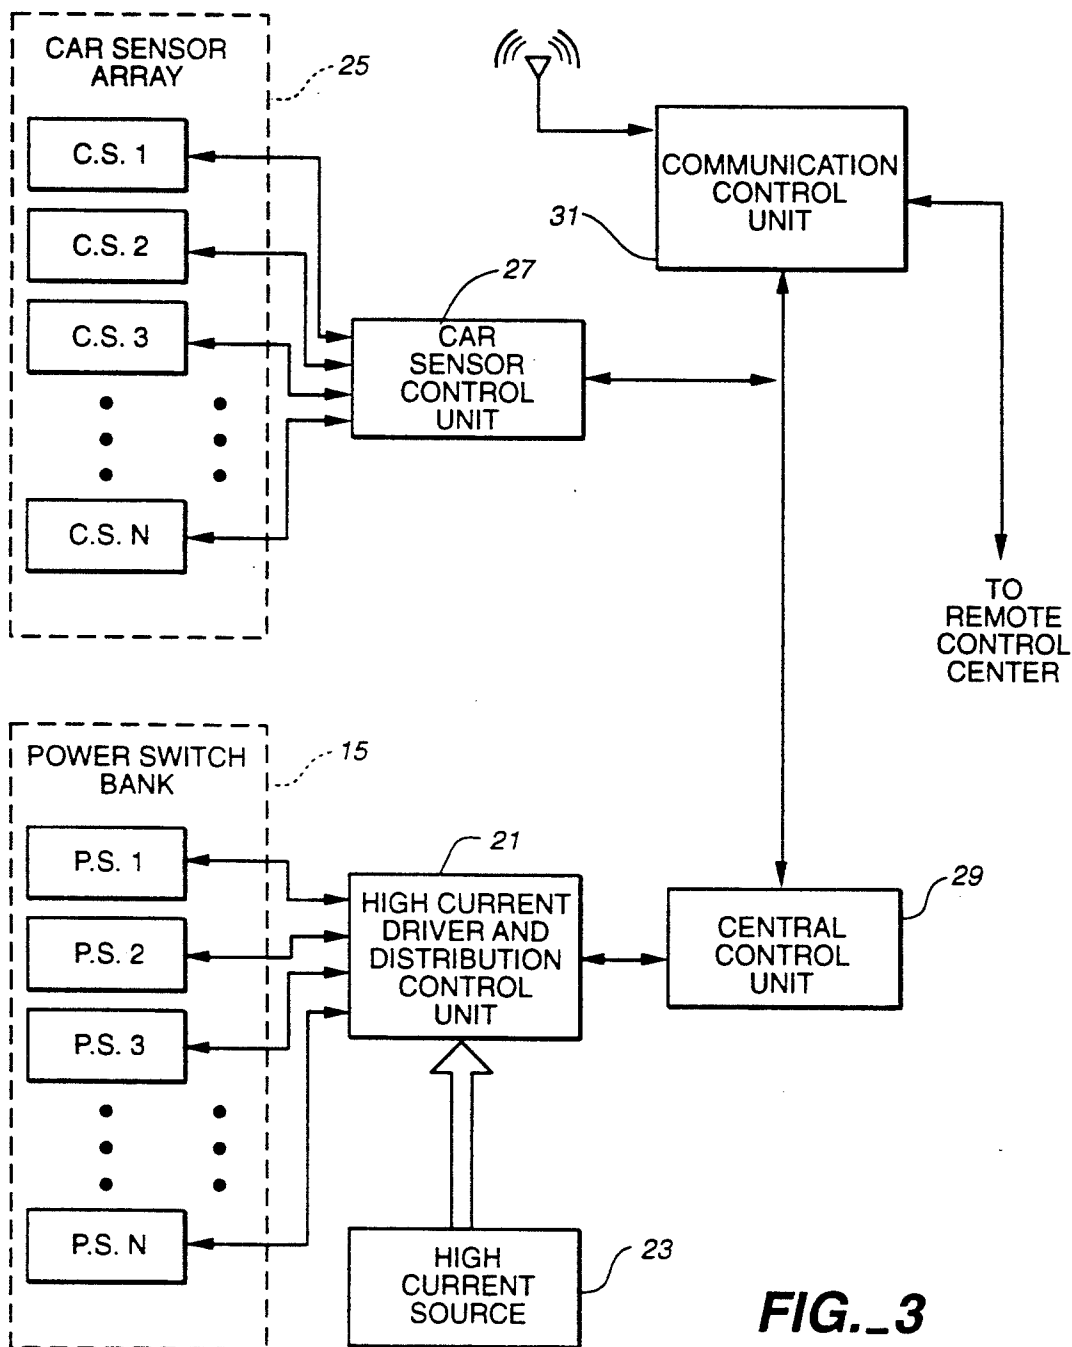 CAR SENSOR
ARRAY
25
C.S. 1
C.S. 2
C.S. 3
C.S. N
27
CAR
SENSOR
CONTROL
UNIT
COMMUNICATION
CONTROL
UNIT
31
TO
REMOTE
CONTROL
CENTER
POWER SWITCH
BANK
15
P.S. 1
P.S. 2
P.S. 3
P.S. N
21
HIGH CURRENT
DRIVER AND
DISTRIBUTION
CONTROL
UNIT
29
CENTRAL
CONTROL
UNIT
HIGH
CURRENT
SOURCE
23
FIG._3